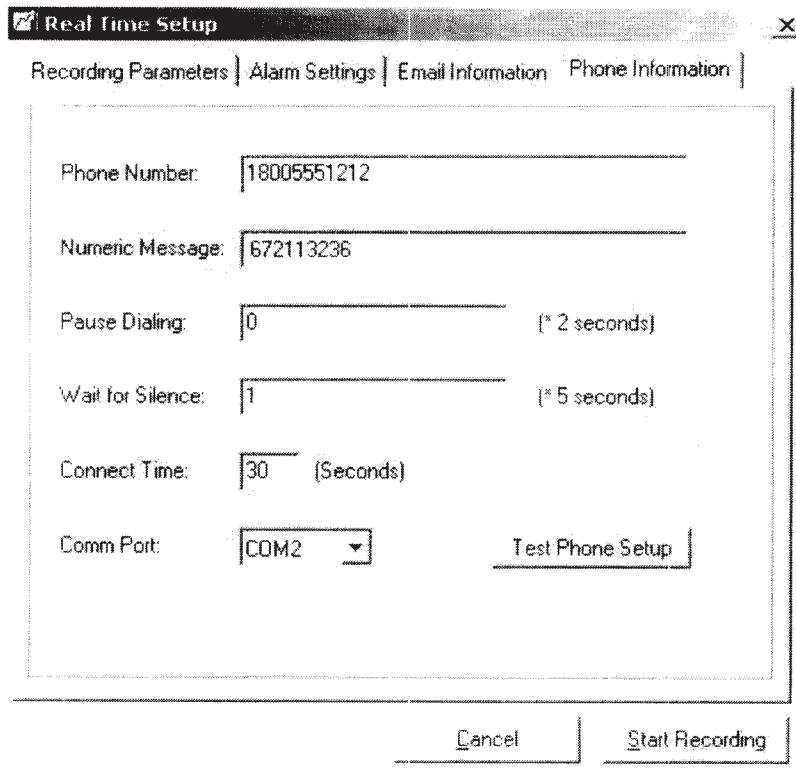 Real Time Setup
Recording Parameters Alarm Settings Email Information Phone Information
Phone Number: 18005551212
Numeric Message: 672113236
Pause Dialing: 0 (* 2 seconds)
Wait for Silence: 1 (* 5 seconds)
Connect Time: 30 (Seconds)
Comm Port: COM2 Test Phone Setup
Cancel Start Recording